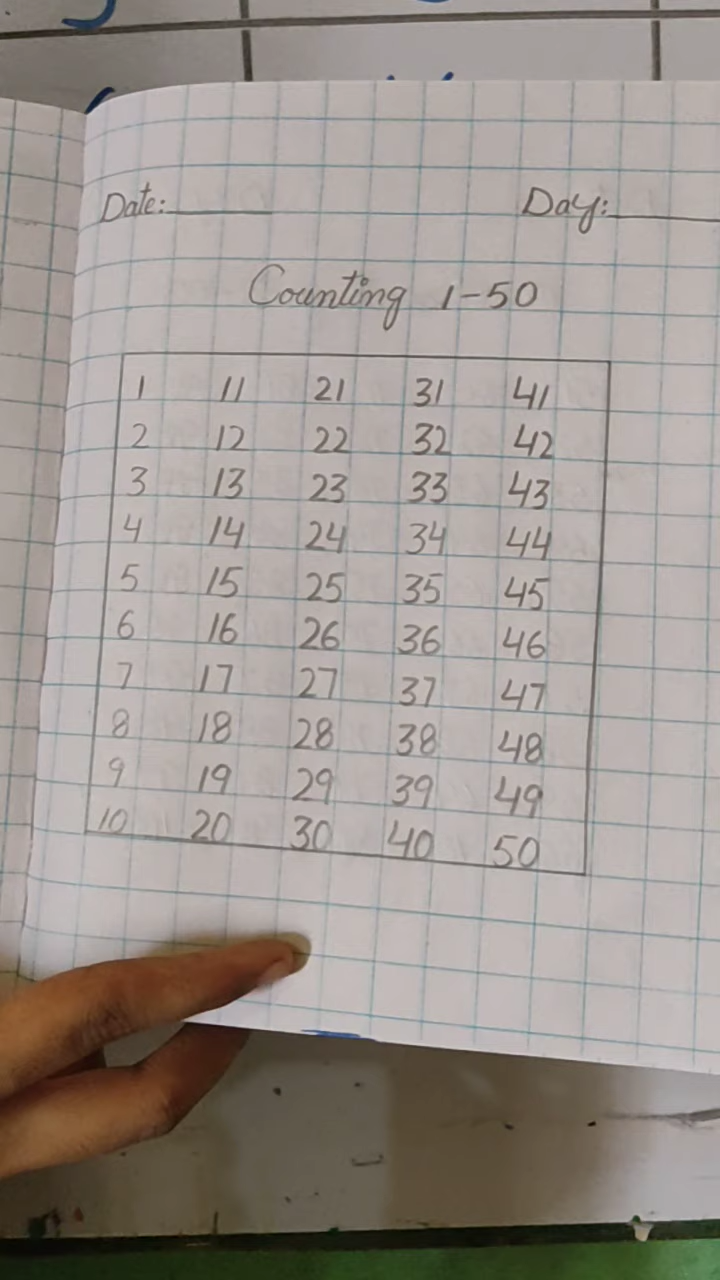 Date:______ Day:______
Counting 1-50
1 11 21 31 41
2 12 22 32 42
3 13 23 33 43
4 14 24 34 44
5 15 25 35 45
6 16 26 36 46
7 17 27 37 47
8 18 28 38 48
9 19 29 39 49
10 20 30 40 50